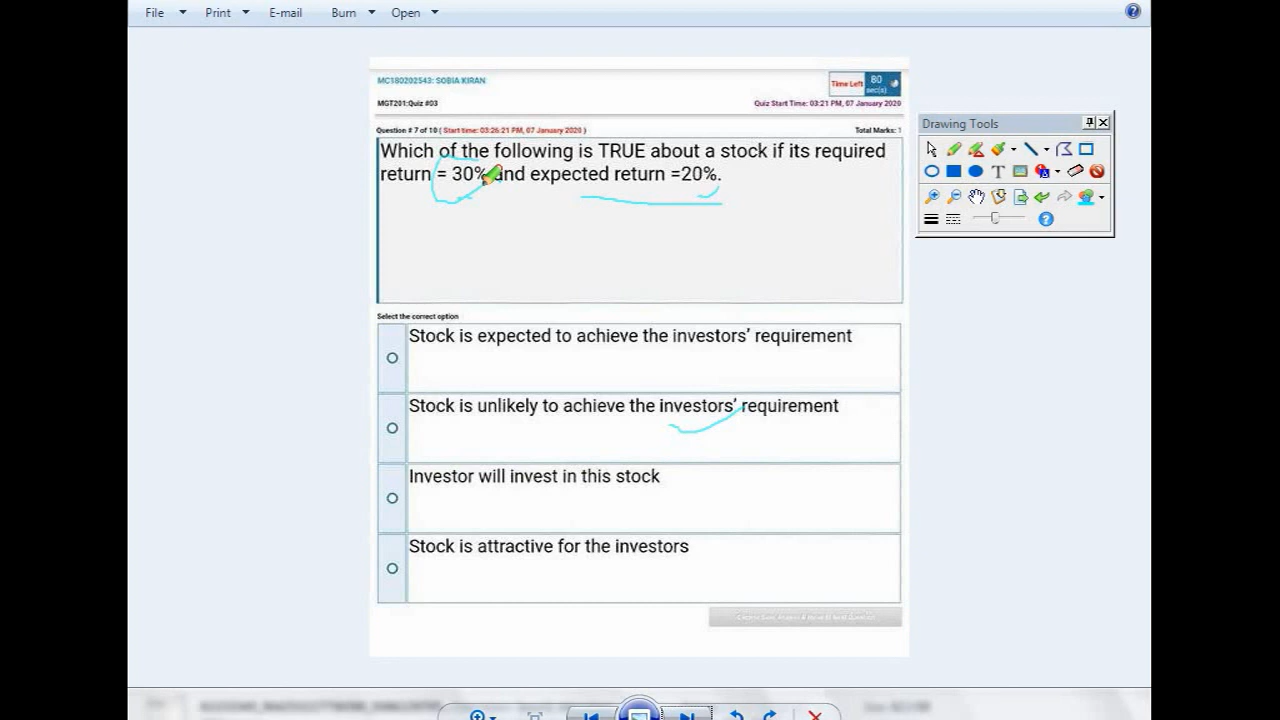 File Print E-mail Burn Open
MC180202543: SOBIA KIRAN
Time Left 80 sec(s)
MGT201:Quiz #03
Quiz Start Time: 03:21 PM, 07 January 2020
Question # 7 of 10 ( Start time: 03:26:21 PM, 07 January 2020 )
Total Marks: 1
Which of the following is TRUE about a stock if its required
return = 30% and expected return =20%.
Select the correct option
Stock is expected to achieve the investors’ requirement
Stock is unlikely to achieve the investors’ requirement
Investor will invest in this stock
Stock is attractive for the investors
Drawing Tools
T